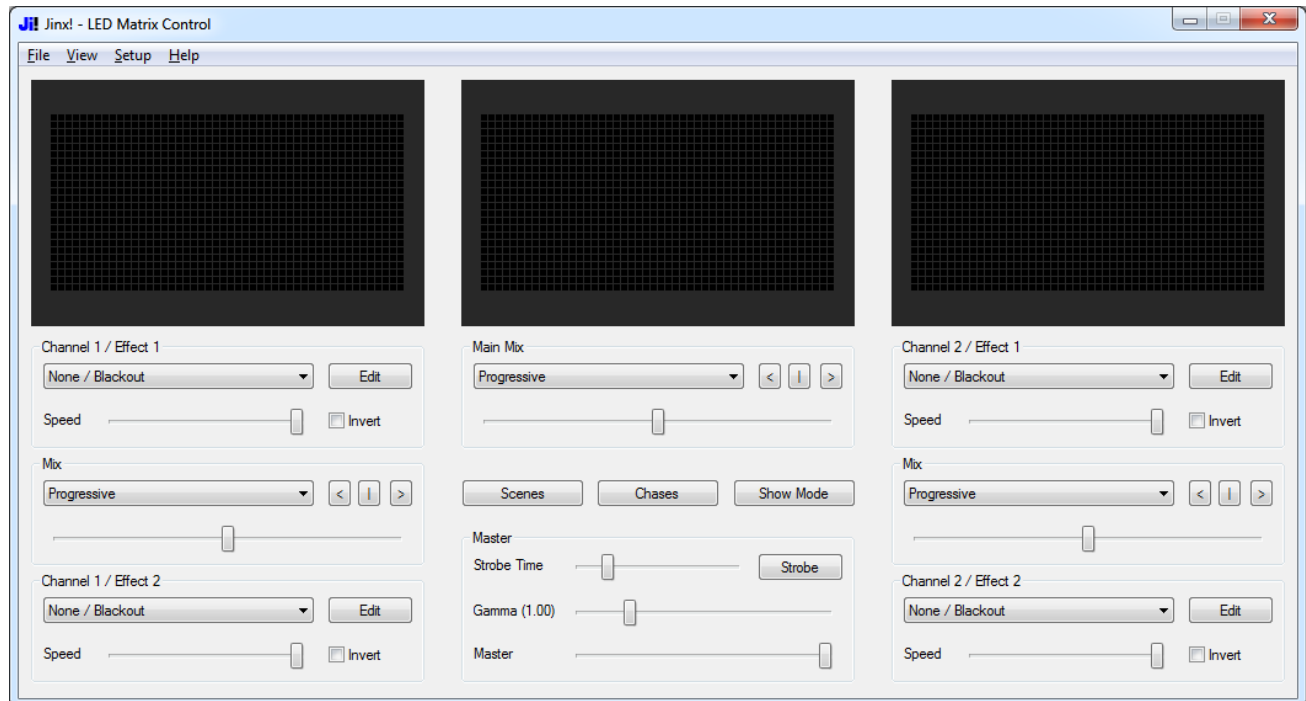 Ji! Jinx! - LED Matrix Control
File View Setup Help
Channel 1 / Effect 1
None / Blackout
Edit
Speed
Invert
Mix
Progressive
< | >
Channel 1 / Effect 2
None / Blackout
Edit
Speed
Invert
Main Mix
Progressive
< | >
Scenes
Chases
Show Mode
Master
Strobe Time
Strobe
Gamma (1.00)
Master
Channel 2 / Effect 1
None / Blackout
Edit
Speed
Invert
Mix
Progressive
< | >
Channel 2 / Effect 2
None / Blackout
Edit
Speed
Invert